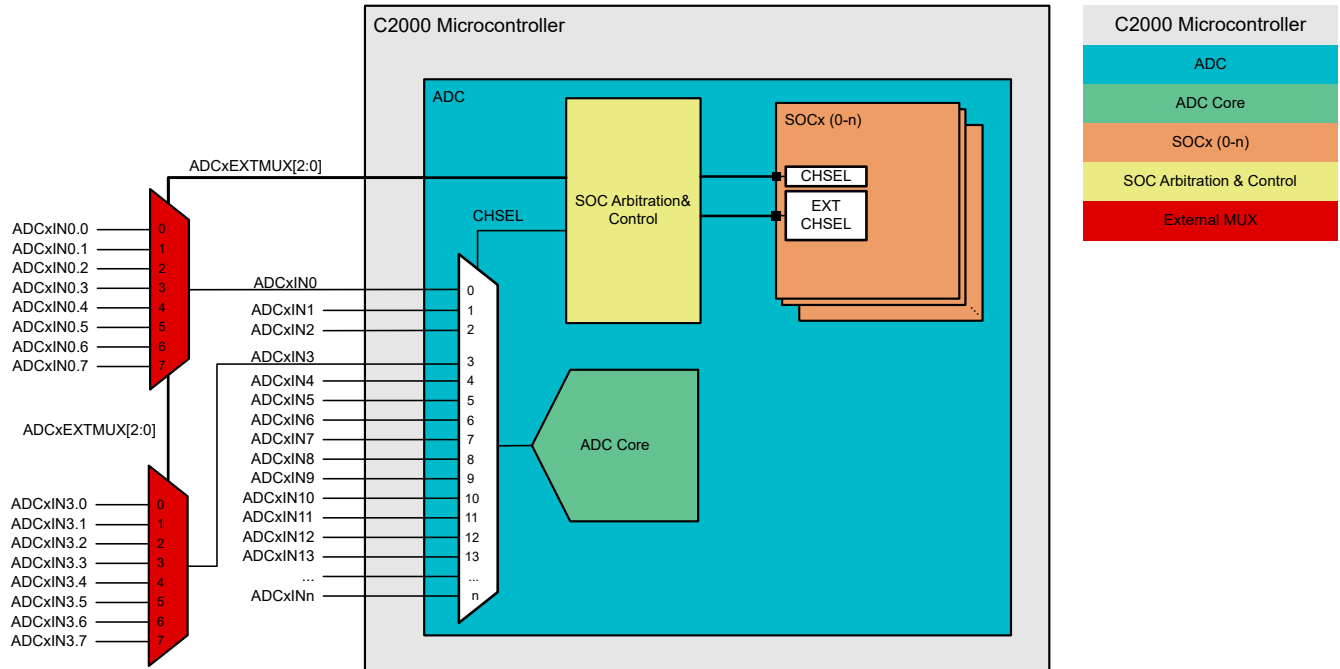 C2000 Microcontroller
ADC
SOC Arbitration&
Control
SOCx (0-n)
CHSEL
EXT
CHSEL
ADCxEXTMUX[2:0]
CHSEL
ADCxIN0.0
ADCxIN0.1
ADCxIN0.2
ADCxIN0.3
ADCxIN0.4
ADCxIN0.5
ADCxIN0.6
ADCxIN0.7
0
1
2
3
4
5
6
7
ADCxEXTMUX[2:0]
ADCxIN3.0
ADCxIN3.1
ADCxIN3.2
ADCxIN3.3
ADCxIN3.4
ADCxIN3.5
ADCxIN3.6
ADCxIN3.7
0
1
2
3
4
5
6
7
ADCxIN0
ADCxIN1
ADCxIN2
ADCxIN3
ADCxIN4
ADCxIN5
ADCxIN6
ADCxIN7
ADCxIN8
ADCxIN9
ADCxIN10
ADCxIN11
ADCxIN12
ADCxIN13
...
ADCxINn
0
1
2
3
4
5
6
7
8
9
10
11
12
13
...
n
ADC Core
C2000 Microcontroller
ADC
ADC Core
SOCx (0-n)
SOC Arbitration & Control
External MUX